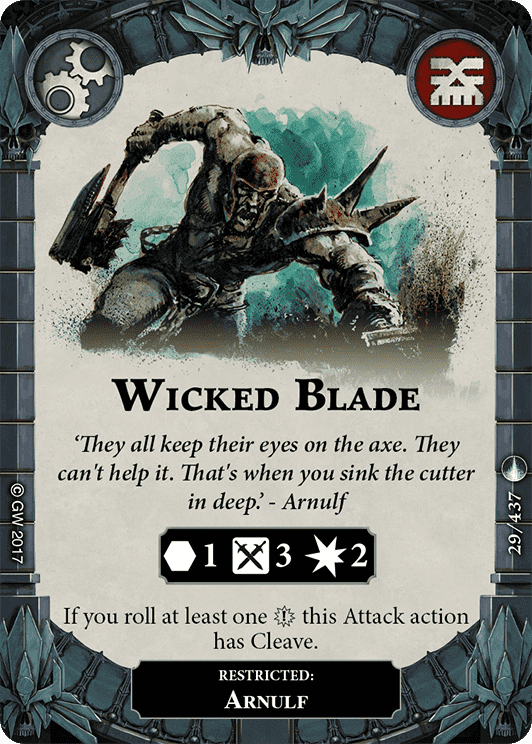 WICKED BLADE
‘They all keep their eyes on the axe. They
can't help it. That's when you sink the cutter
in deep.’ - Arnulf
1 3 2
If you roll at least one this Attack action
has Cleave.
RESTRICTED:
ARNULF
© GW 2017
29/437